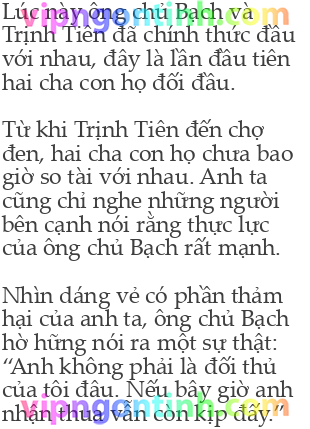 Lúc này ông chủ Bạch và
vipngontinh.com
Trịnh Tiên đã chính thức đấu
với nhau, đây là lần đầu tiên
hai cha con họ đối đầu.
Từ khi Trịnh Tiên đến chợ
đen, hai cha con họ chưa bao
giờ so tài với nhau. Anh ta
cũng chỉ nghe những người
bên cạnh nói rằng thực lực
của ông chủ Bạch rất mạnh.
Nhìn dáng vẻ có phần thảm
hại của anh ta, ông chủ Bạch
hờ hững nói ra một sự thật:
“Anh không phải là đối thủ
của tôi đâu. Nếu bây giờ anh
vipngontinh.com
nhận thua vẫn còn kịp đấy.”